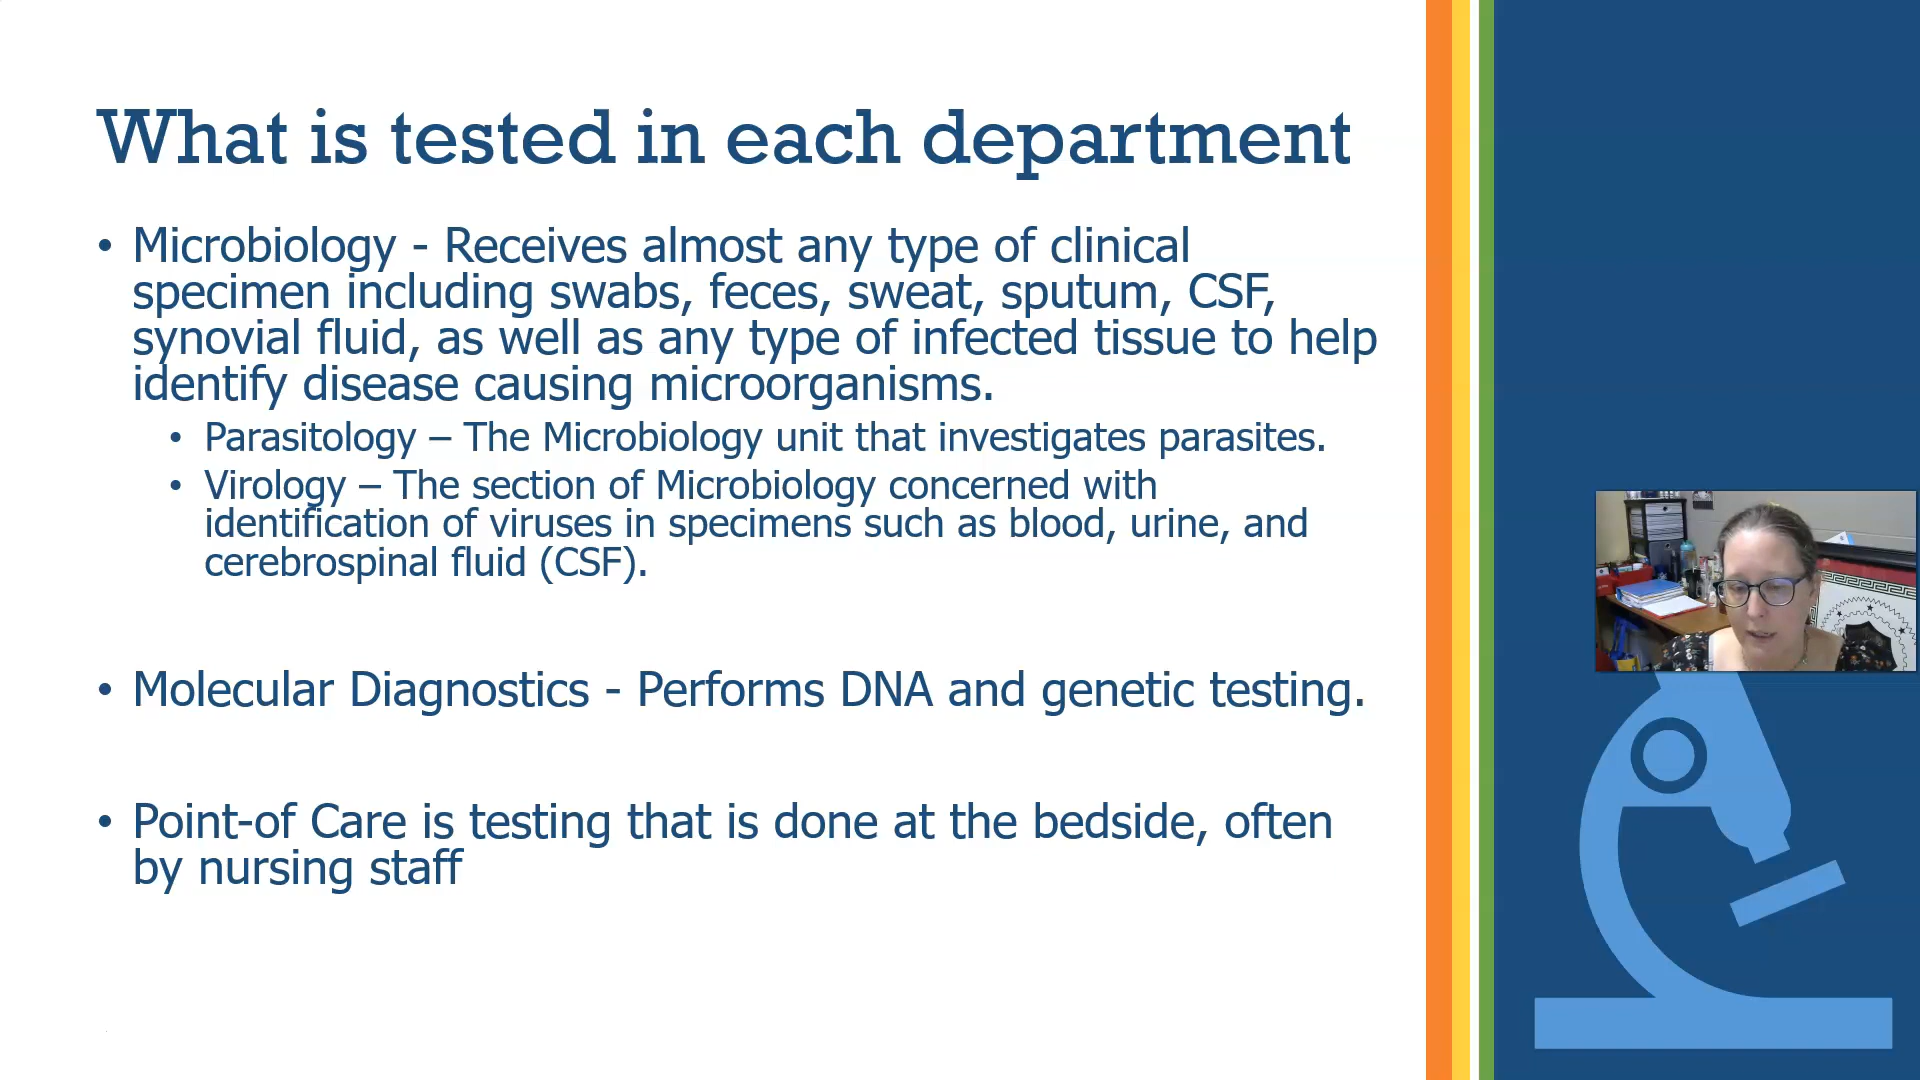 What is tested in each department
• Microbiology - Receives almost any type of clinical
specimen including swabs, feces, sweat, sputum, CSF,
synovial fluid, as well as any type of infected tissue to help
identify disease causing microorganisms.
• Parasitology – The Microbiology unit that investigates parasites.
• Virology – The section of Microbiology concerned with
identification of viruses in specimens such as blood, urine, and
cerebrospinal fluid (CSF).
• Molecular Diagnostics - Performs DNA and genetic testing.
• Point-of Care is testing that is done at the bedside, often
by nursing staff